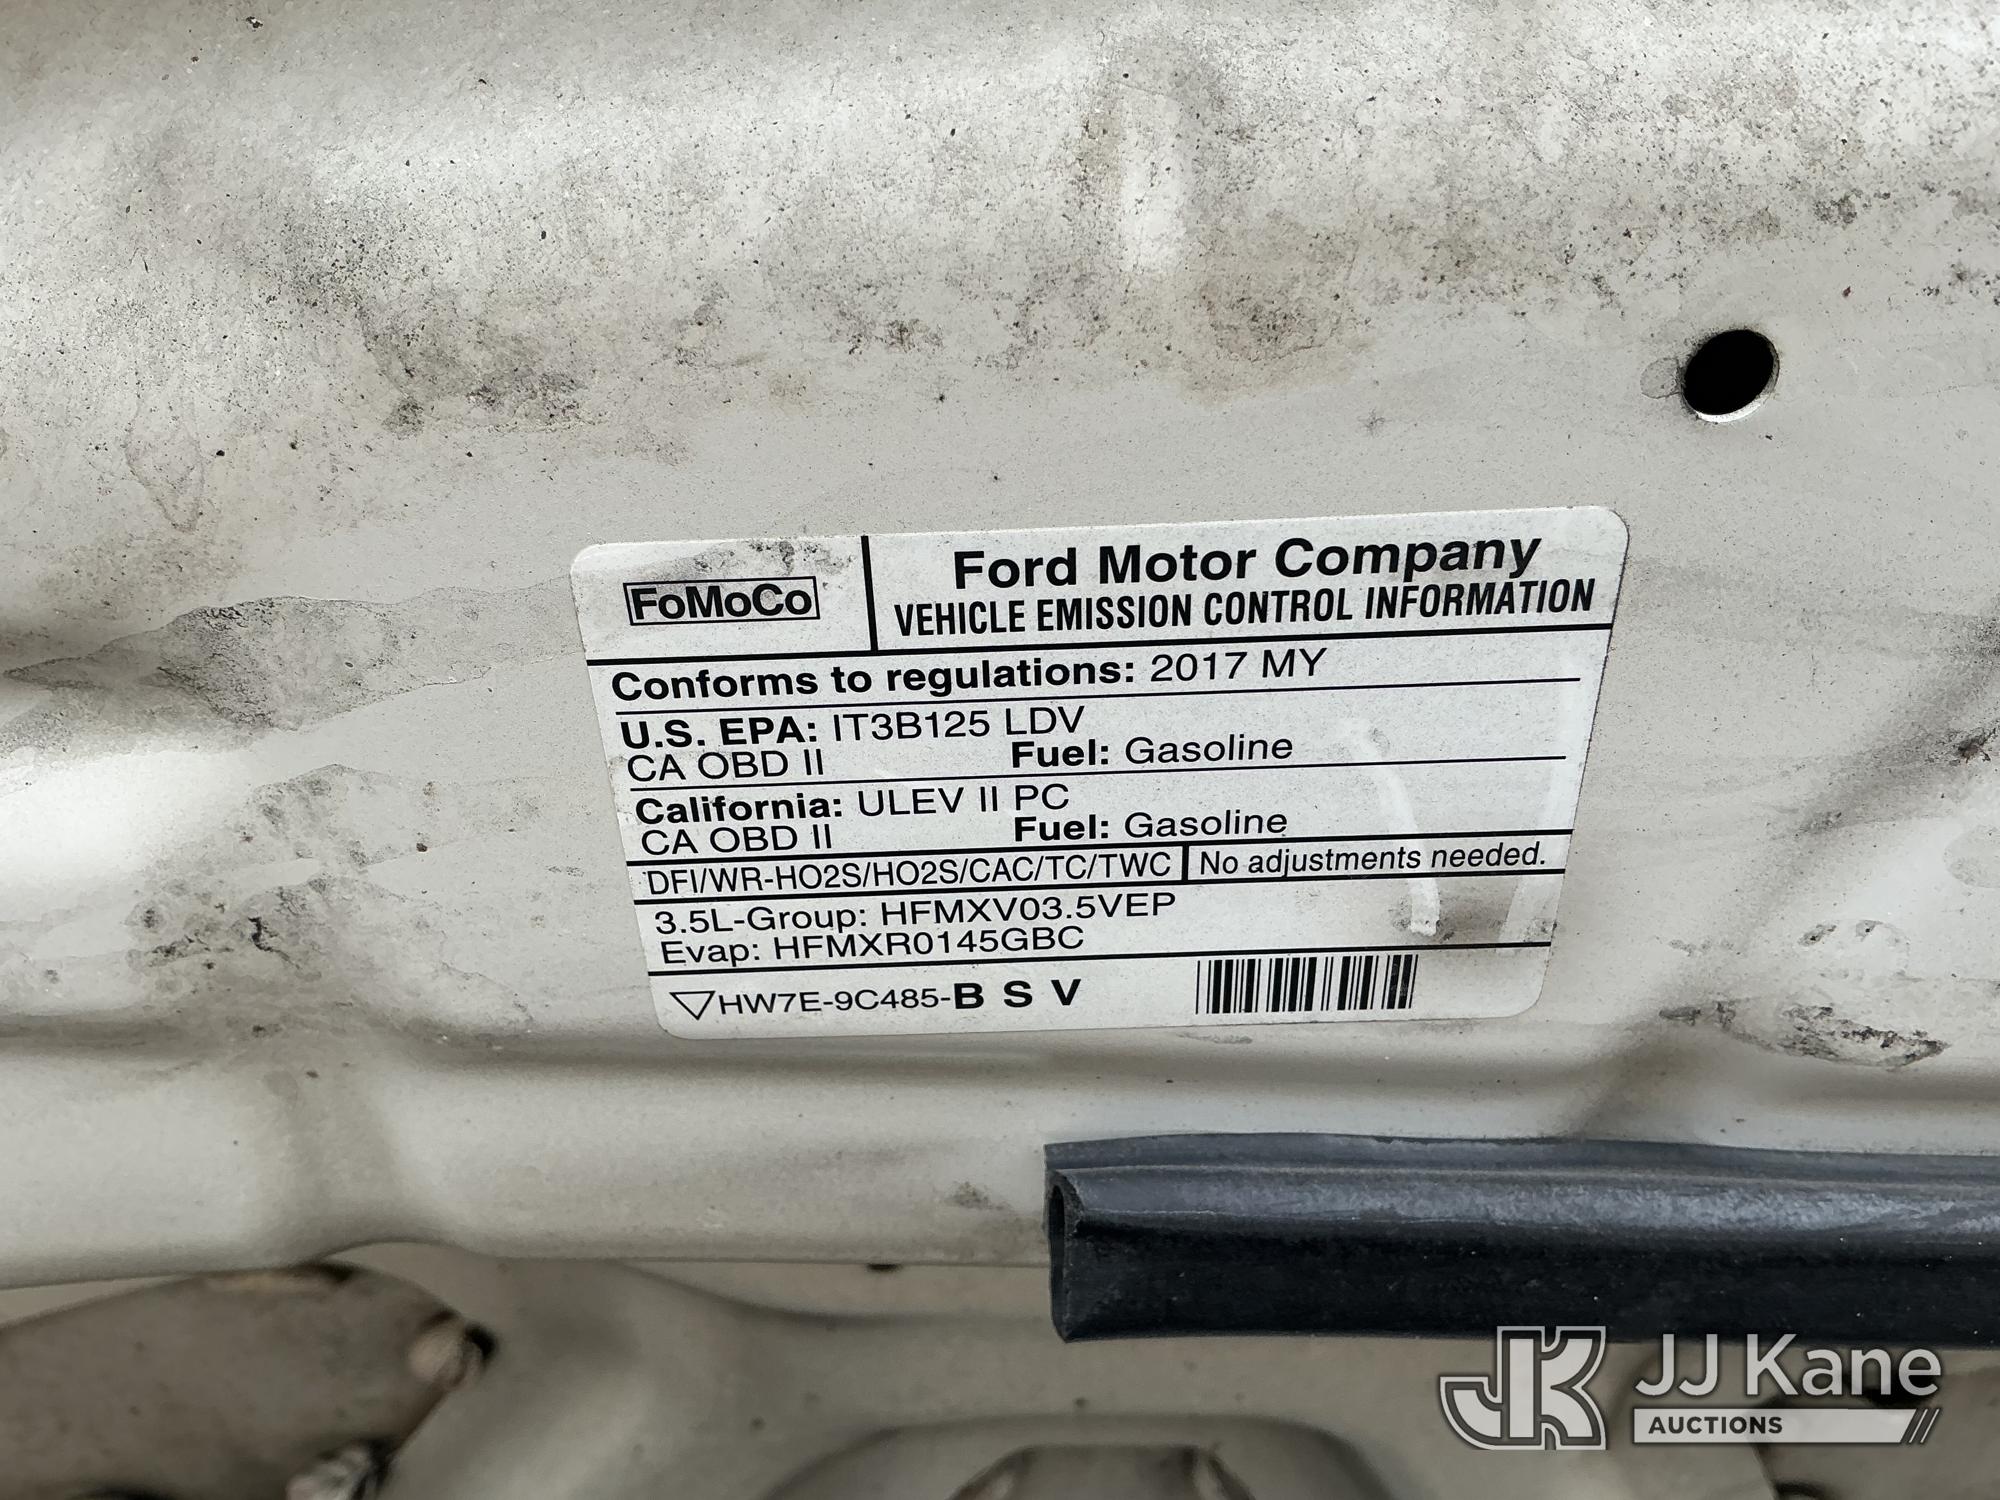 FoMoCo
Ford Motor Company
VEHICLE EMISSION CONTROL INFORMATION
Conforms to regulations: 2017 MY
U.S. EPA: IT3B125 LDV
CA OBD II Fuel: Gasoline
California: ULEV II PC
CA OBD II Fuel: Gasoline
DFI/WR-HO2S/HO2S/CAC/TC/TWC No adjustments needed.
3.5L-Group: HFMXV03.5VEP
Evap: HFMXR0145GBC
HW7E-9C485-B S V
JK JJ Kane
AUCTIONS